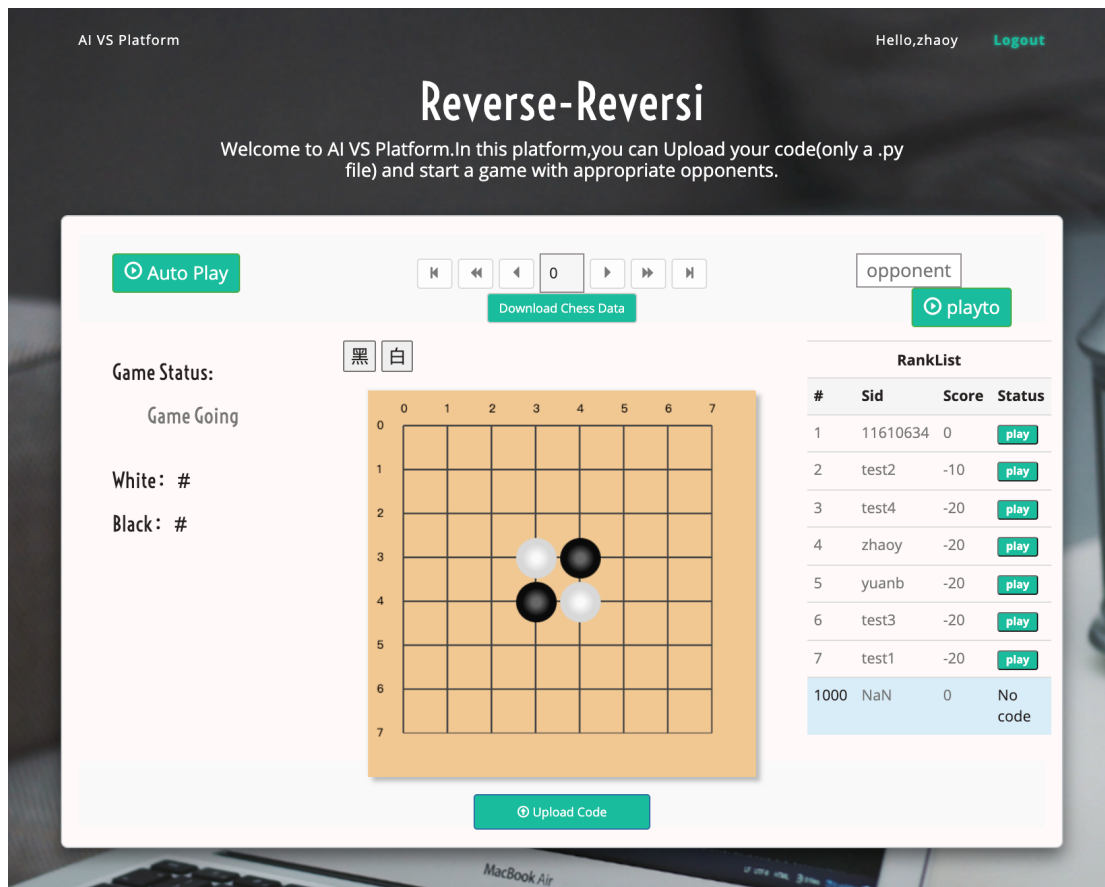 AI VS Platform
Hello,zhaoy Logout
Reverse-Reversi
Welcome to AI VS Platform.In this platform,you can Upload your code(only a .py
file) and start a game with appropriate opponents.
Auto Play
0
Download Chess Data
opponent
playto
Game Status:
Game Going
White: #
Black: #
黑 白
0 1 2 3 4 5 6 7
0
1
2
3
4
5
6
7
RankList
# Sid Score Status
1 11610634 0 play
2 test2 -10 play
3 test4 -20 play
4 zhaoy -20 play
5 yuanb -20 play
6 test3 -20 play
7 test1 -20 play
1000 NaN 0 No
code
Upload Code
MacBook Air